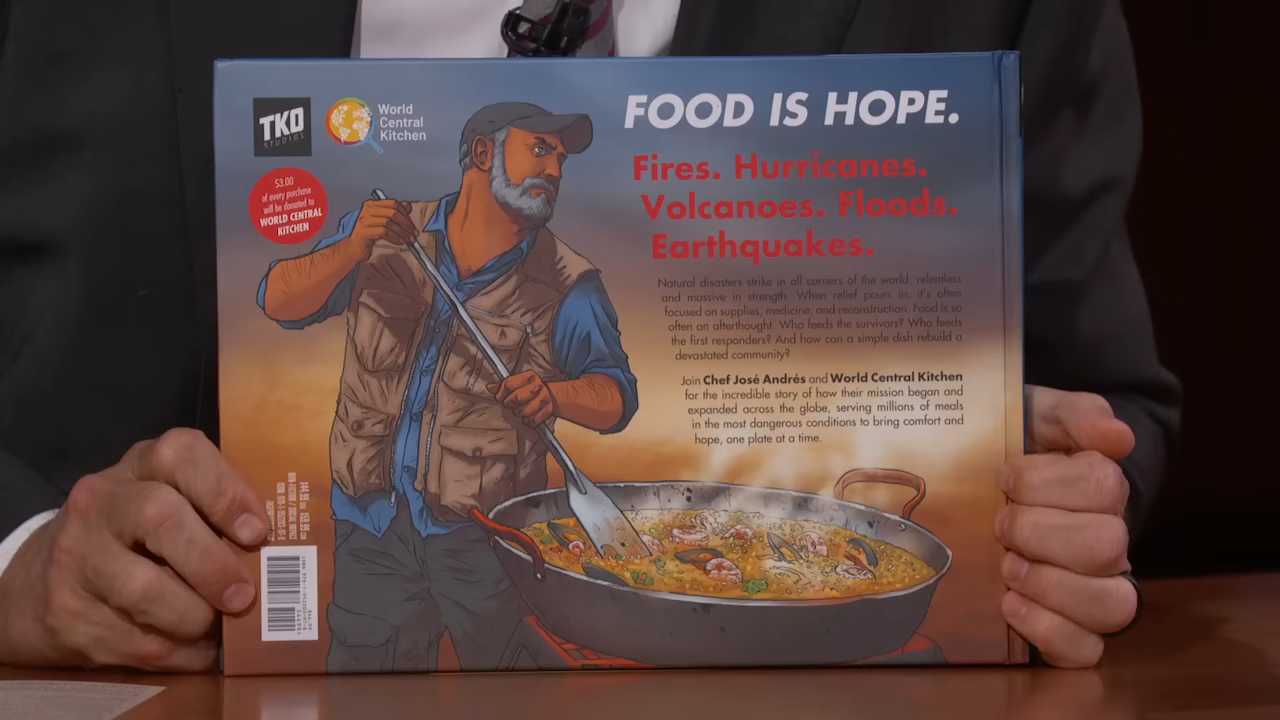 TKO
STUDIOS
World
Central
Kitchen
$3.00
of every purchase
will be donated to
WORLD CENTRAL
KITCHEN
FOOD IS HOPE.
Fires. Hurricanes.
Volcanoes. Floods.
Earthquakes.
Natural disasters strike in all corners of the world, relentless
and massive in strength. When relief pours in, it's often
focused on supplies, medicine, and reconstruction. Food is so
often an afterthought. Who feeds the survivors? Who feeds
the first responders? And how can a simple dish rebuild a
devastated community?
Join Chef José Andrés and World Central Kitchen
for the incredible story of how their mission began and
expanded across the globe, serving millions of meals
in the most dangerous conditions to bring comfort and
hope, one plate at a time.